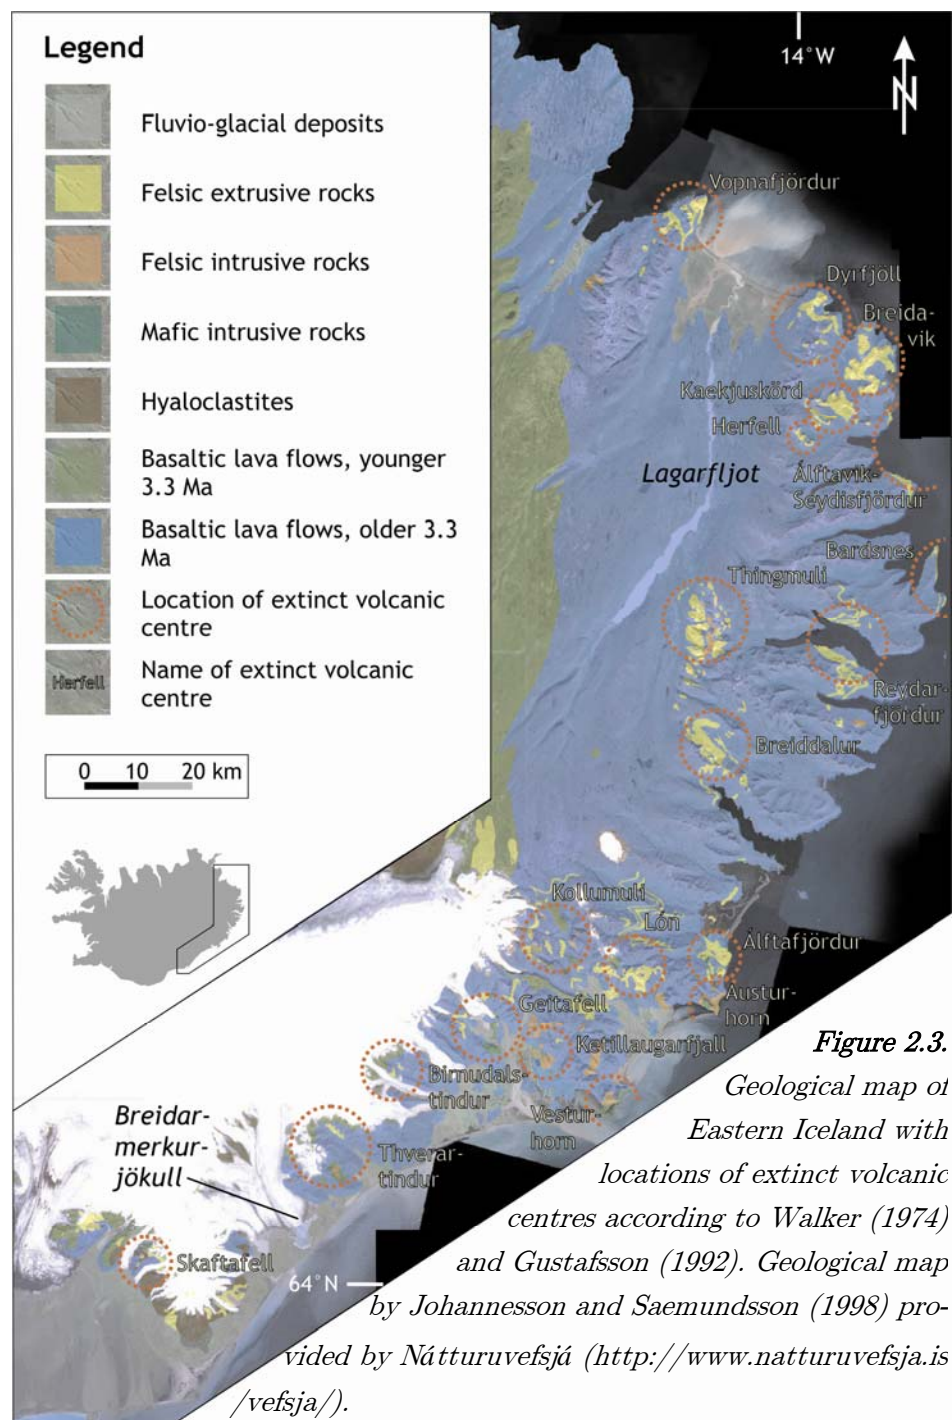 Legend
Fluvio-glacial deposits
Felsic extrusive rocks
Felsic intrusive rocks
Mafic intrusive rocks
Hyaloclastites
Basaltic lava flows, younger
3.3 Ma
Basaltic lava flows, older 3.3
Ma
Location of extinct volcanic
centre
Herfell
Name of extinct volcanic
centre
0 10 20 km
14°W
N
Vopnafjördur
Dyrfjöll
Breida-
vik
Kaekjuskörd
Herfell
Lagarfljot
Álftavik-
Seydisfjördur
Bardsnes
Thingmuli
Reydar-
fjördur
Breiddalur
Kollumuli
Lón
Álftafjördur
Austur-
horn
Geitafell
Ketillaugarfjall
Birnudals-
tindur
Vestur-
horn
Breidar-
merkur-
jökull
Thverar-
tindur
Skaftafell
64°N
Figure 2.3.
Geological map of
Eastern Iceland with
locations of extinct volcanic
centres according to Walker (1974)
and Gustafsson (1992). Geological map
by Johannesson and Saemundsson (1998) pro-
vided by Nátturuvefsjá (http://www.natturuvefsja.is
/vefsja/).